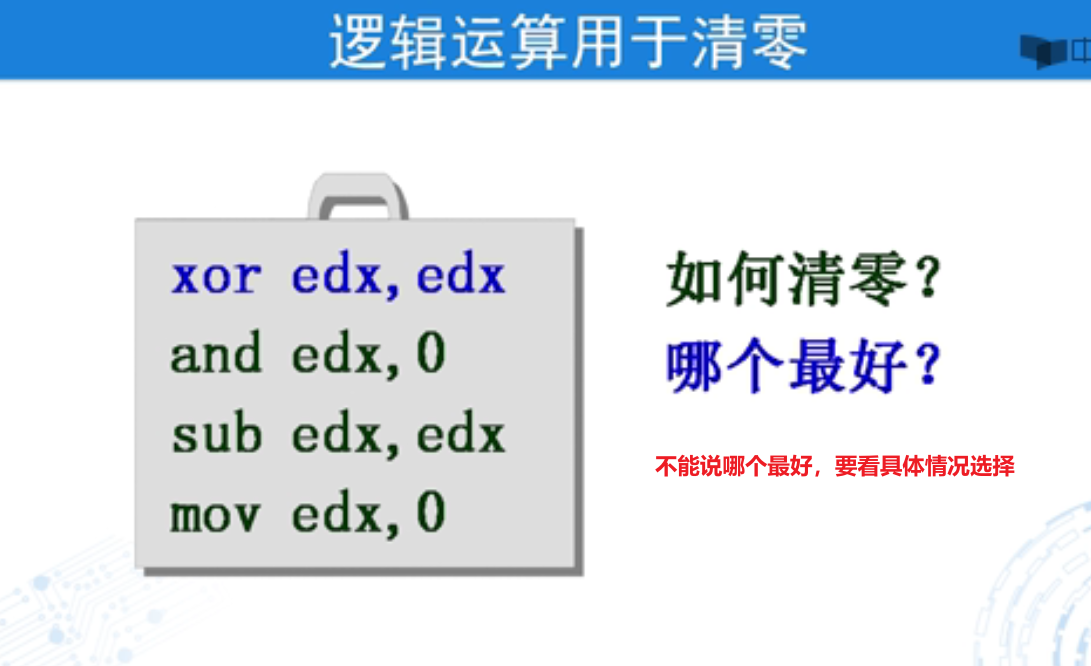 逻辑运算用于清零
中
xor edx,edx
and edx,0
sub edx,edx
mov edx,0
如何清零？
哪个最好？
不能说哪个最好，要看具体情况选择